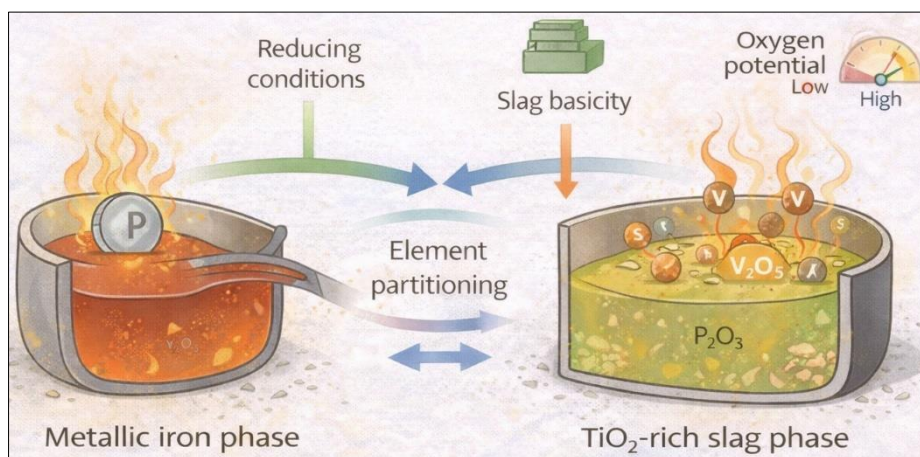 Reducing
conditions
Slag basicity
Oxygen
potential
Low
High
P
Element
partitioning
V
V
S
S
V₂O₅
P₂O₃
Metallic iron phase
TiO₂-rich slag phase